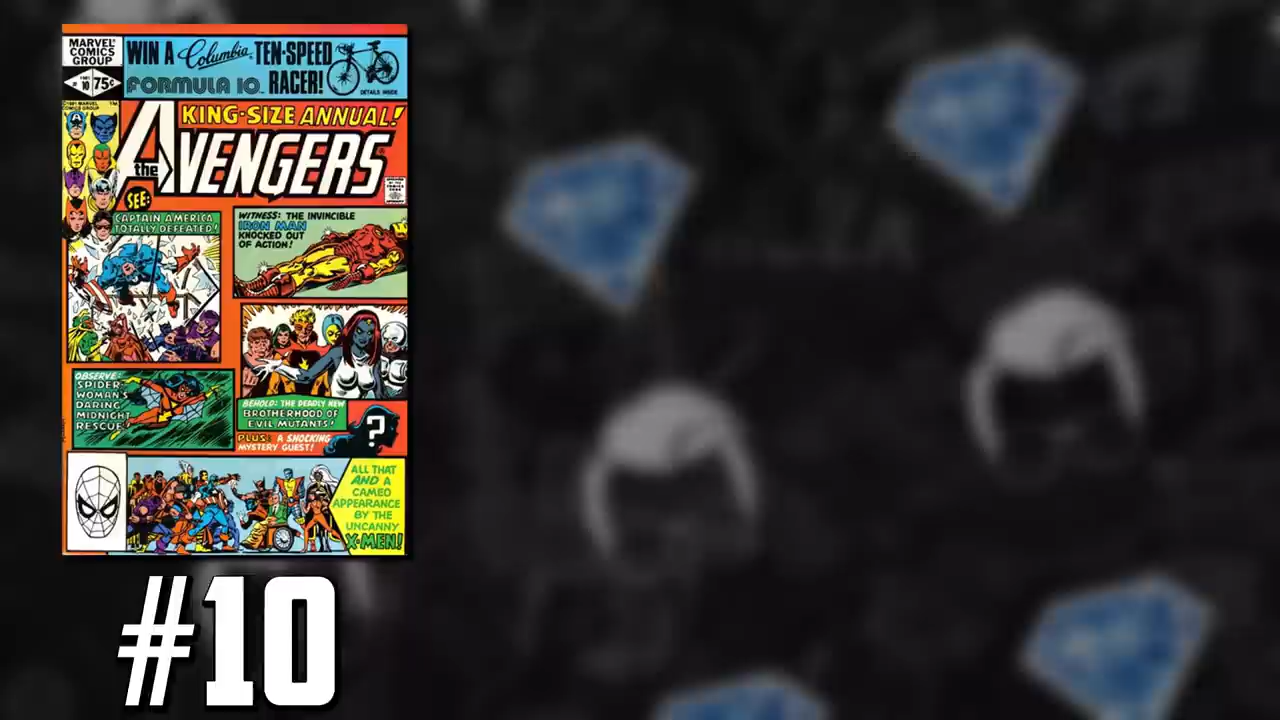 MARVEL®
COMICS
GROUP
WIN A Columbia® TEN-SPEED
FORMULA 10™ RACER!
DETAILS INSIDE
10 75¢
KING-SIZE ANNUAL!
the AVENGERS
SEE:
CAPTAIN AMERICA
TOTALLY DEFEATED!
WITNESS: THE INVINCIBLE
IRON MAN
KNOCKED OUT
OF ACTION!
OBSERVE:
SPIDER-
WOMAN'S
DARING
MIDNIGHT
RESCUE!
BEHOLD: THE DEADLY NEW
BROTHERHOOD OF
EVIL MUTANTS!
PLUS: A SHOCKING
MYSTERY GUEST!
?
ALL THAT
AND A
CAMEO
APPEARANCE
BY THE
UNCANNY
X-MEN!
#10